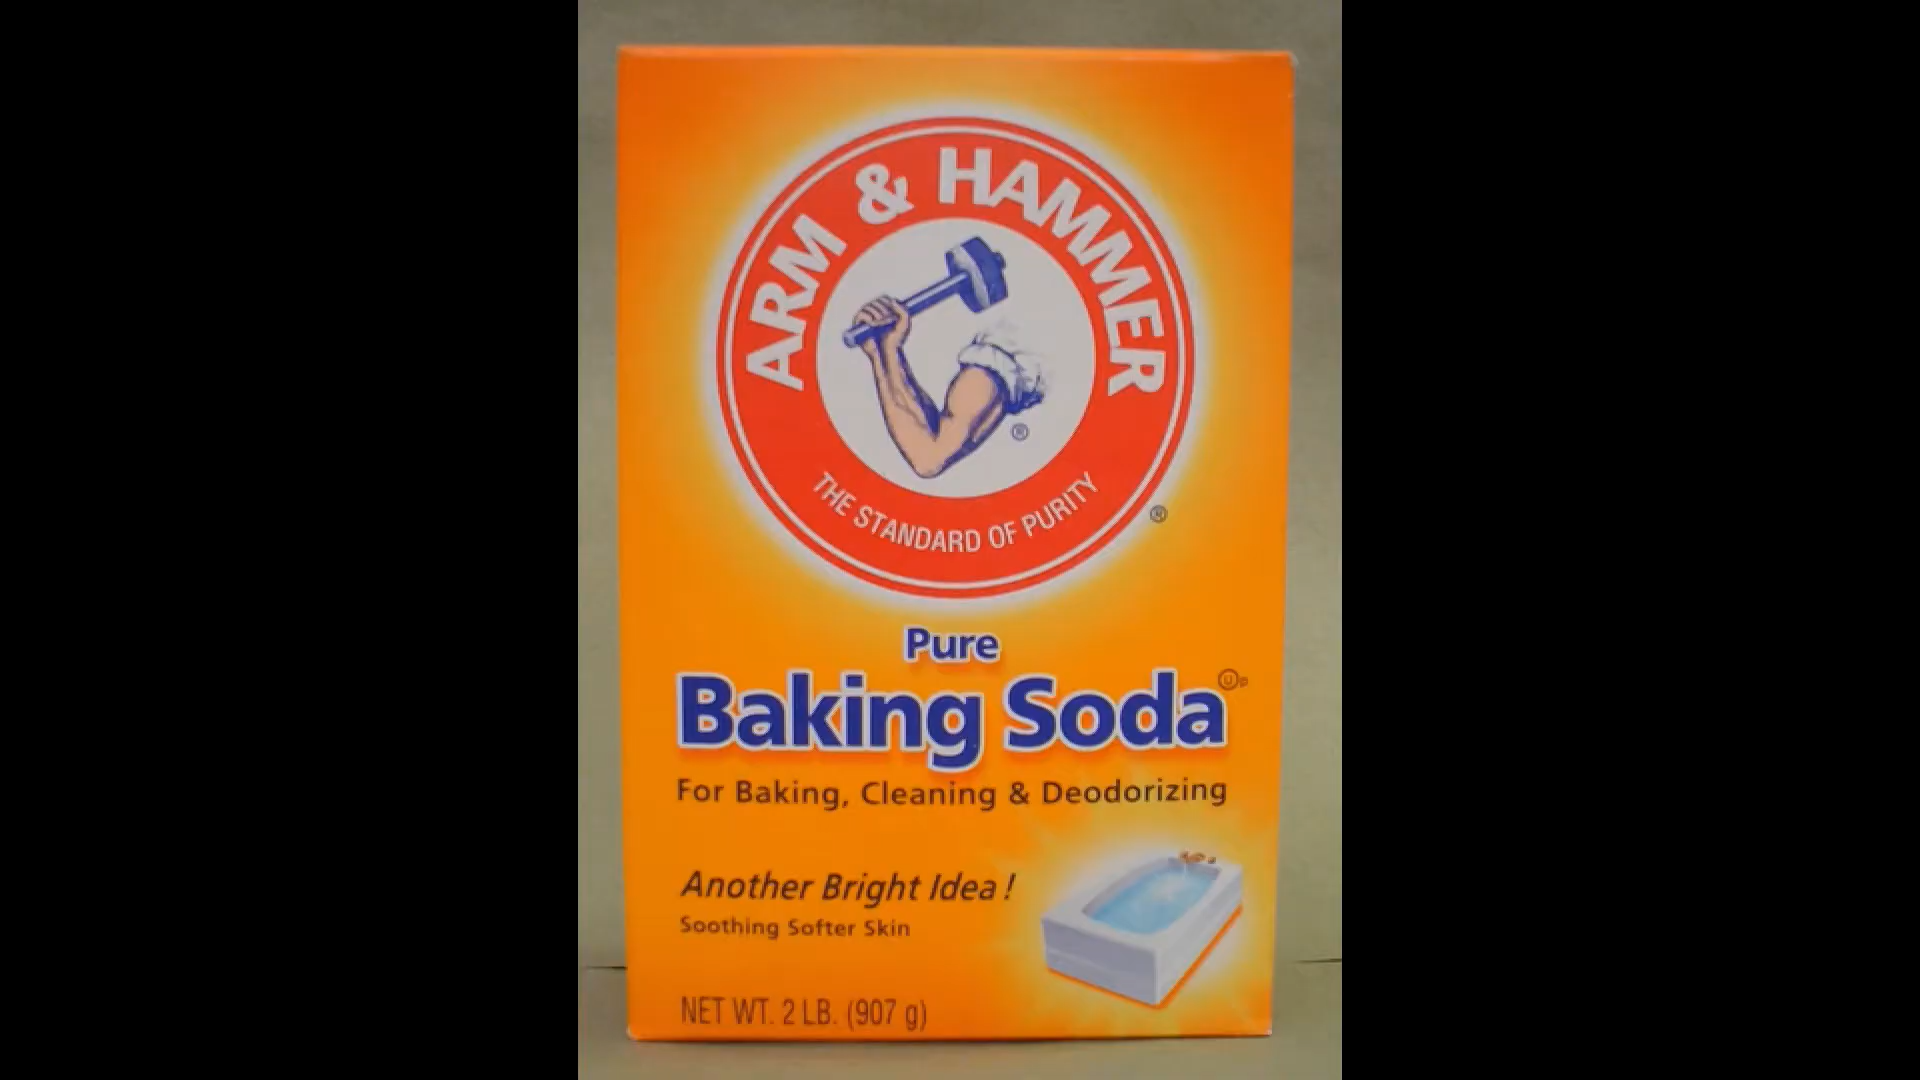 ARM & HAMMER
®
THE STANDARD OF PURITY
®
Pure
Baking Soda
For Baking, Cleaning & Deodorizing
Another Bright Idea!
Soothing Softer Skin
NET WT. 2 LB. (907 g)